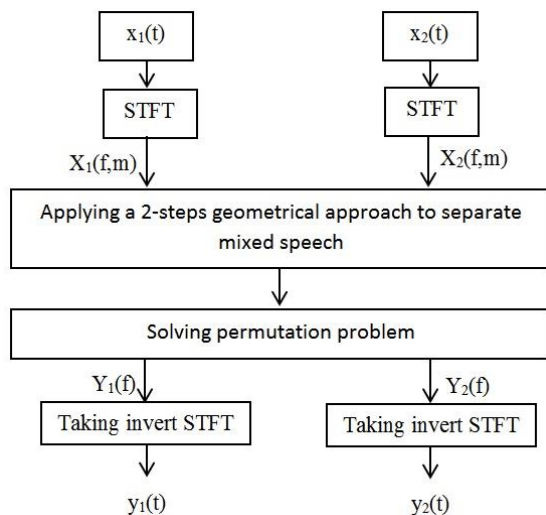 x₁(t) x₂(t)
STFT STFT
X₁(f,m) X₂(f,m)
Applying a 2-steps geometrical approach to separate
mixed speech
Solving permutation problem
Y₁(f) Y₂(f)
Taking invert STFT Taking invert STFT
y₁(t) y₂(t)